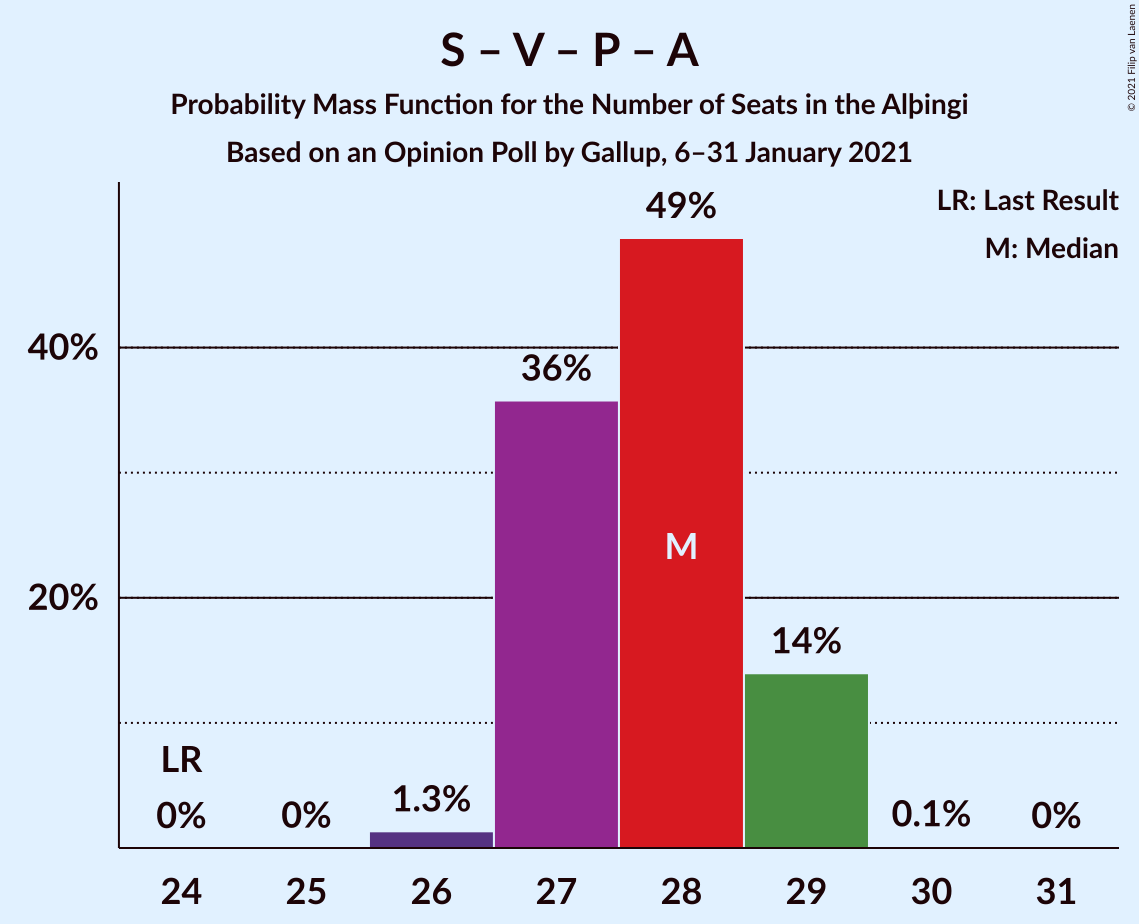 S – V – P – A
Probability Mass Function for the Number of Seats in the Alþingi
Based on an Opinion Poll by Gallup, 6–31 January 2021
© 2021 Filip van Laenen
LR: Last Result
M: Median
49%
40%
36%
M
20%
14%
LR
0%
0%
1.3%
0.1%
0%
24 25 26 27 28 29 30 31